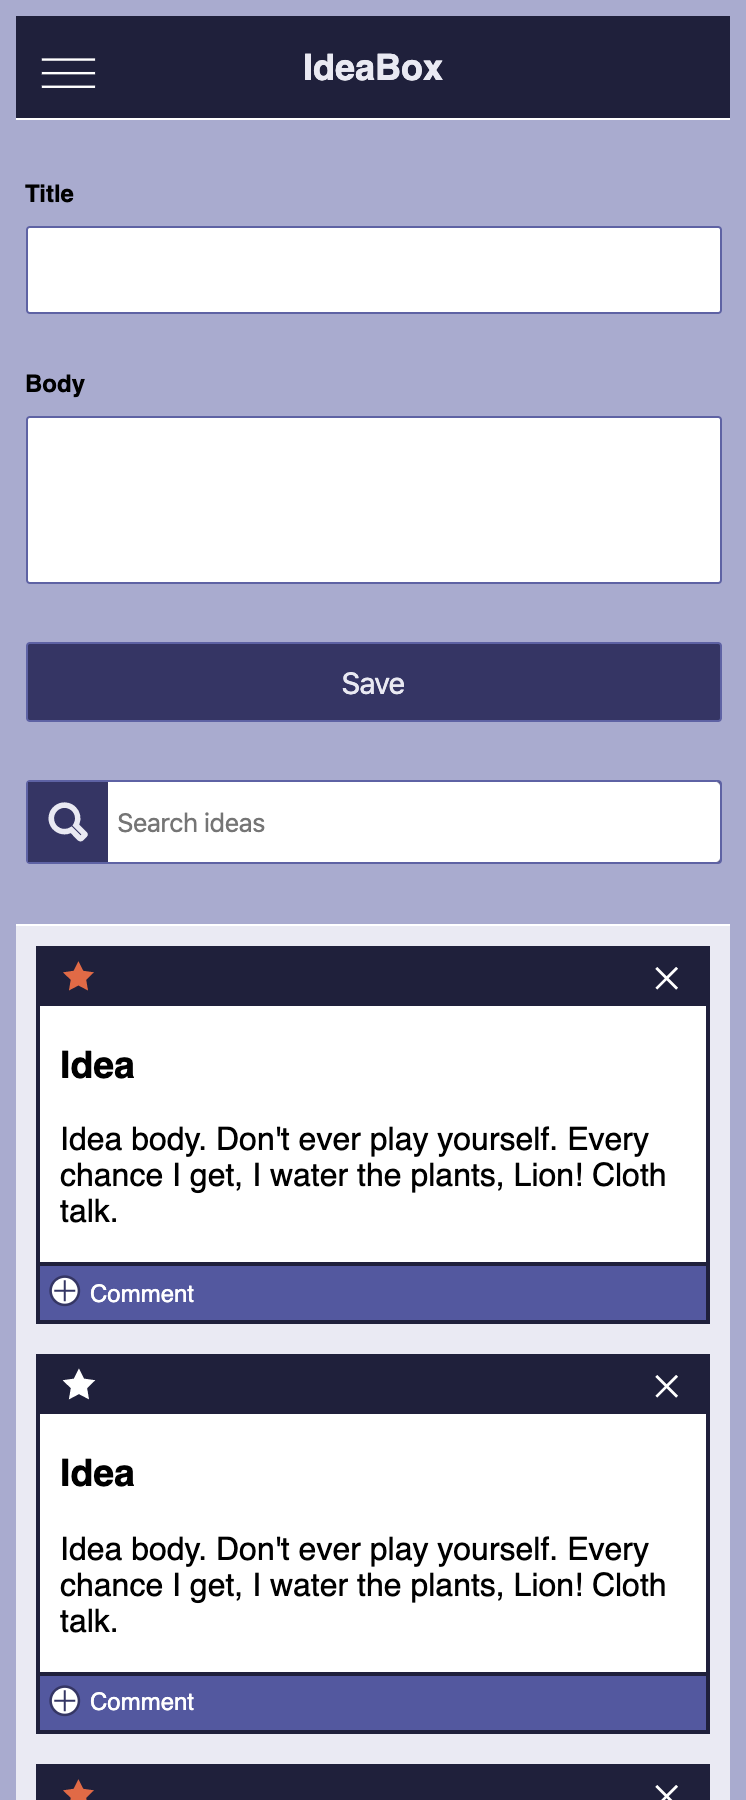 IdeaBox
Title
Body
Save
Search ideas
Idea
Idea body. Don't ever play yourself. Every
chance I get, I water the plants, Lion! Cloth
talk.
Comment
Idea
Idea body. Don't ever play yourself. Every
chance I get, I water the plants, Lion! Cloth
talk.
Comment